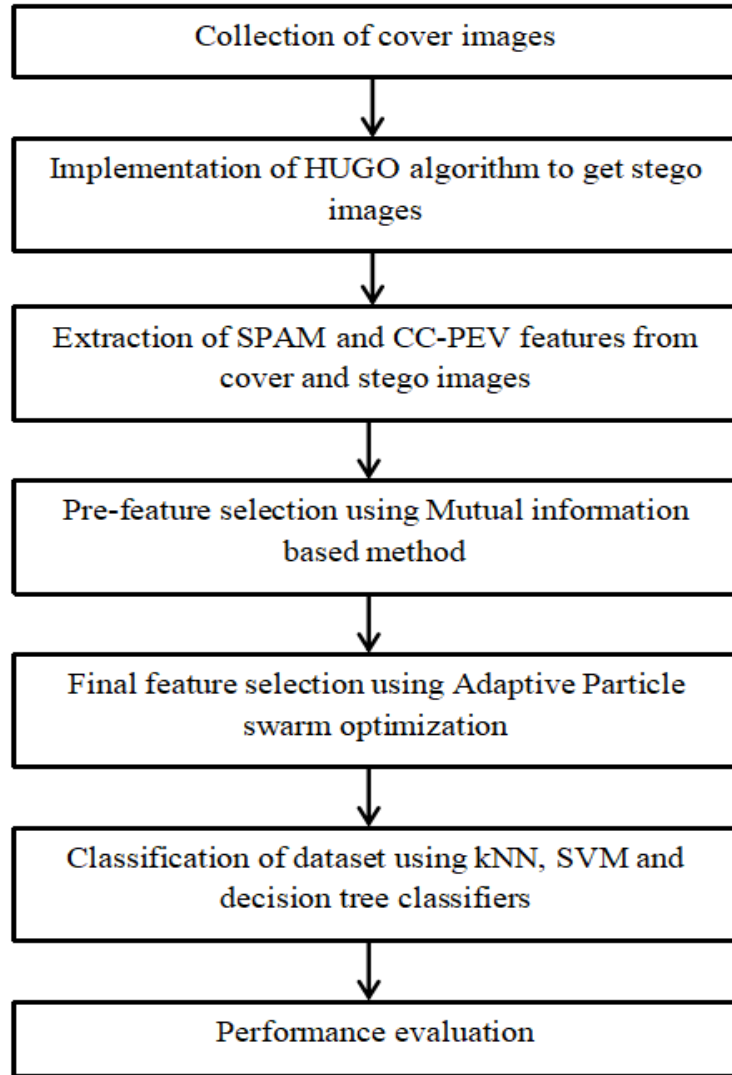 Collection of cover images
Implementation of HUGO algorithm to get stego
images
Extraction of SPAM and CC-PEV features from
cover and stego images
Pre-feature selection using Mutual information
based method
Final feature selection using Adaptive Particle
swarm optimization
Classification of dataset using kNN, SVM and
decision tree classifiers
Performance evaluation